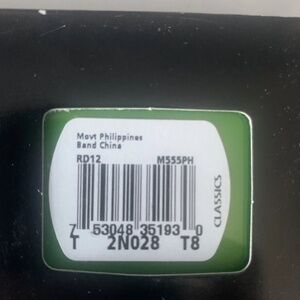 Movt Philippines
Band China
RD12 M555PH
7 53048 35193 0
T 2N028 T8
CLASSICS